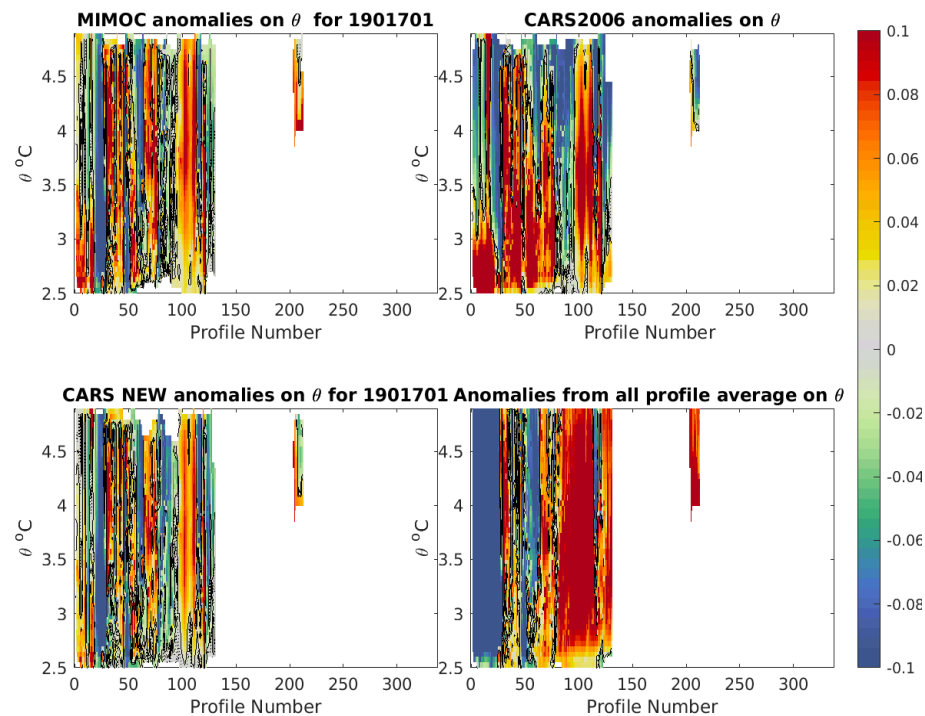 MIMOC anomalies on θ for 1901701
CARS2006 anomalies on θ
4.5
4
3.5
3
2.5
θ °C
0 50 100 150 200 250 300
Profile Number
4.5
4
3.5
3
2.5
θ °C
0 50 100 150 200 250 300
Profile Number
CARS NEW anomalies on θ for 1901701
Anomalies from all profile average on θ
4.5
4
3.5
3
2.5
θ °C
0 50 100 150 200 250 300
Profile Number
4.5
4
3.5
3
2.5
θ °C
0 50 100 150 200 250 300
Profile Number
0.1
0.08
0.06
0.04
0.02
0
-0.02
-0.04
-0.06
-0.08
-0.1